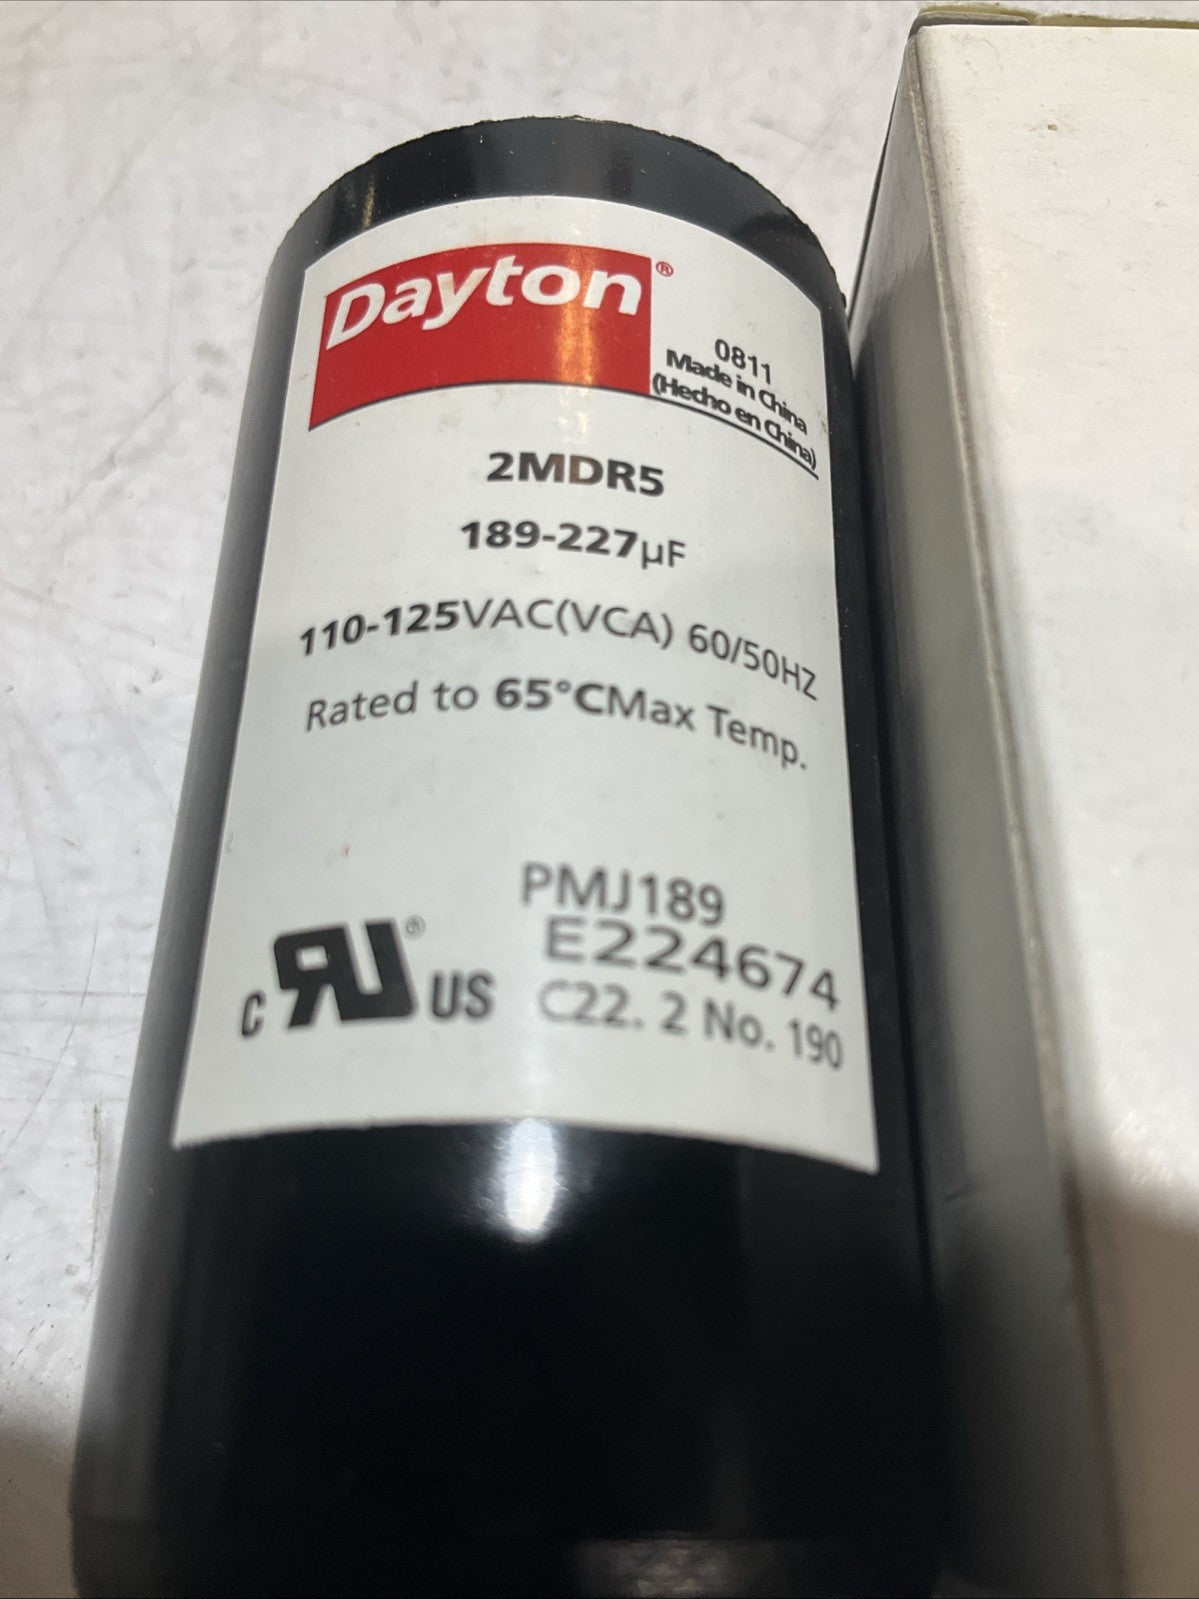 Dayton®
0811
Made in China
(Hecho en China)
2MDR5
189-227µF
110-125VAC(VCA) 60/50HZ
Rated to 65°CMax Temp.
PMJ189
E224674
C22. 2 No. 190
c RU® US